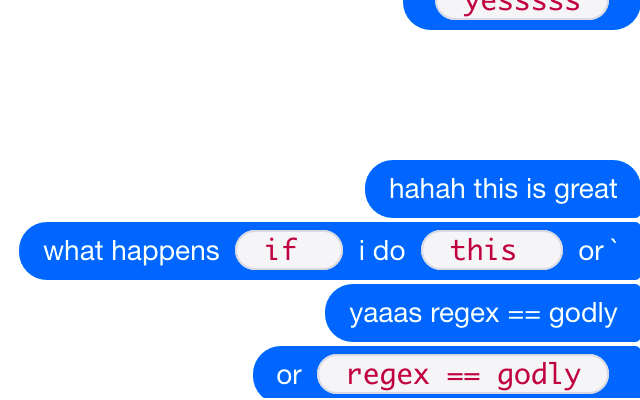 yesssss
hahah this is great
what happens if i do this or `
yaaas regex == godly
or regex == godly